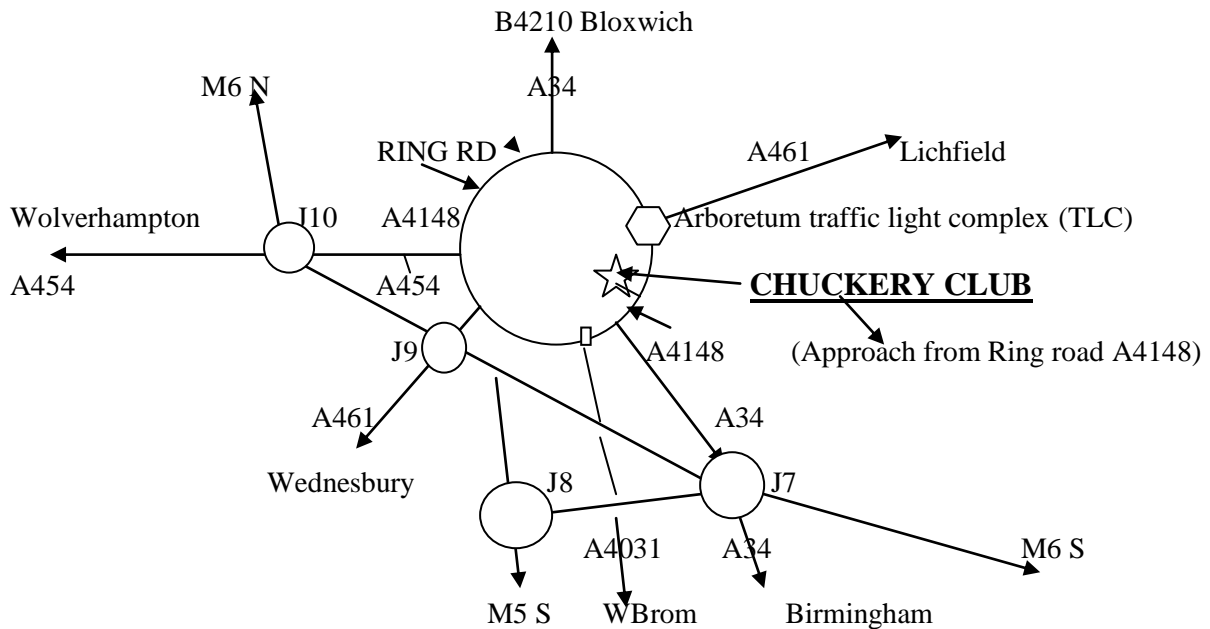 B4210 Bloxwich
M6 N
A34
RING RD
A461
Lichfield
Wolverhampton
J10
A4148
Arboretum traffic light complex (TLC)
A454
A454
CHUCKERY CLUB
J9
A4148
(Approach from Ring road A4148)
A461
A34
Wednesbury
J8
J7
A4031
A34
M6 S
M5 S
WBrom
Birmingham